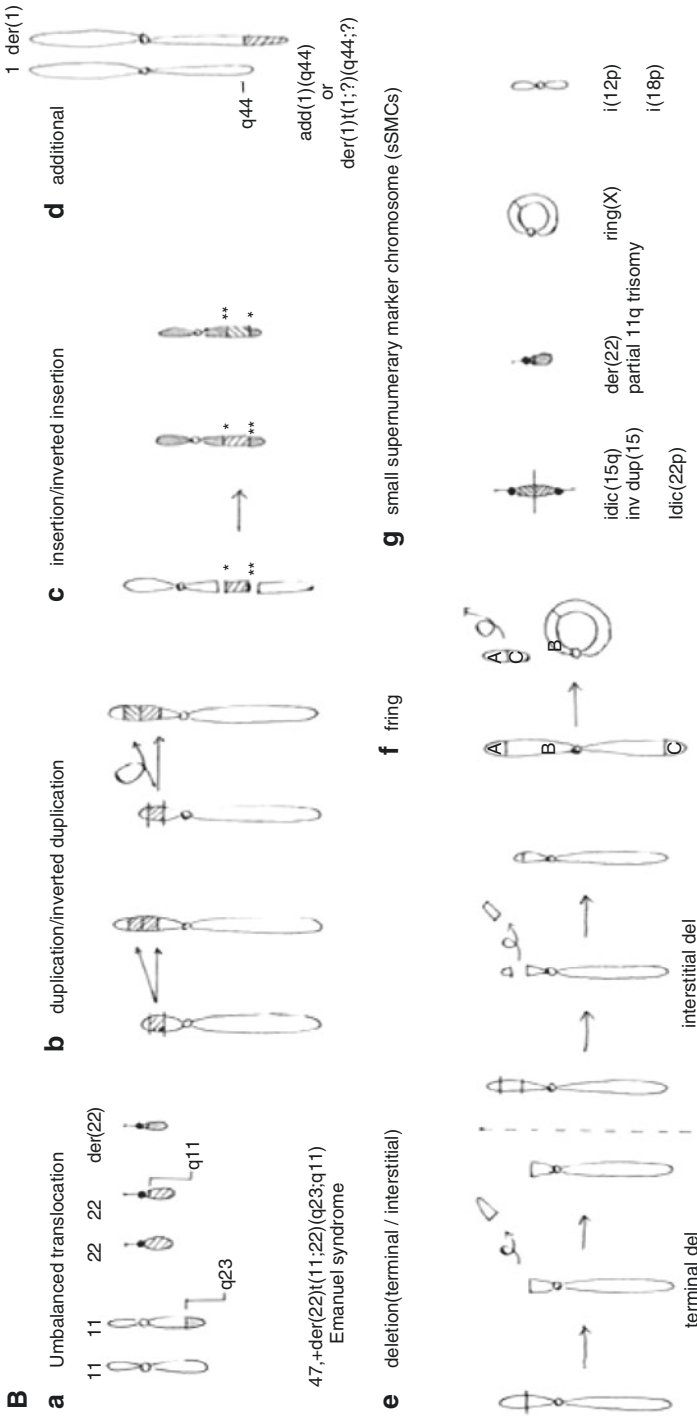 B
a Umbalanced translocation
11 11 22 22 der(22)
q23
q11
47,+der(22)t(11;22)(q23;q11)
Emanuel syndrome
b duplication/inverted duplication
c insertion/inverted insertion
* ** * ** ** *
d additional
1 der(1)
q44
add(1)(q44)
or
der(1)t(1;?)(q44;?)
e deletion(terminal / interstitial)
terminal del
interstitial del
f fring
A B C A C B
g small supernumerary marker chromosome (sSMCs)
idic(15q)
inv dup(15)
Idic(22p)
der(22)
partial 11q trisomy
ring(X)
i(12p)
i(18p)